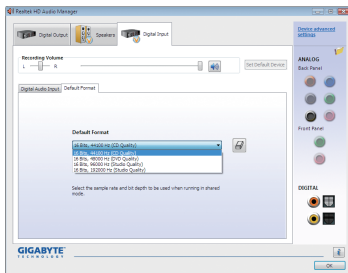 Realtek HD Audio Manager
Digital Output
Speakers
Digital Input
Device advanced
settings
Recording Volume
L
R
Set Default Device
ANALOG
Back Panel
Digital Audio Input
Default Format
Default Format
16 Bits, 44100 Hz (CD Quality)
16 Bits, 44100 Hz (CD Quality)
16 Bits, 48000 Hz (DVD Quality)
16 Bits, 96000 Hz (Studio Quality)
16 Bits, 192000 Hz (Studio Quality)
Select the sample rate and bit depth to be used when running in shared
mode.
Front Panel
DIGITAL
GIGABYTE
TECHNOLOGY
OK